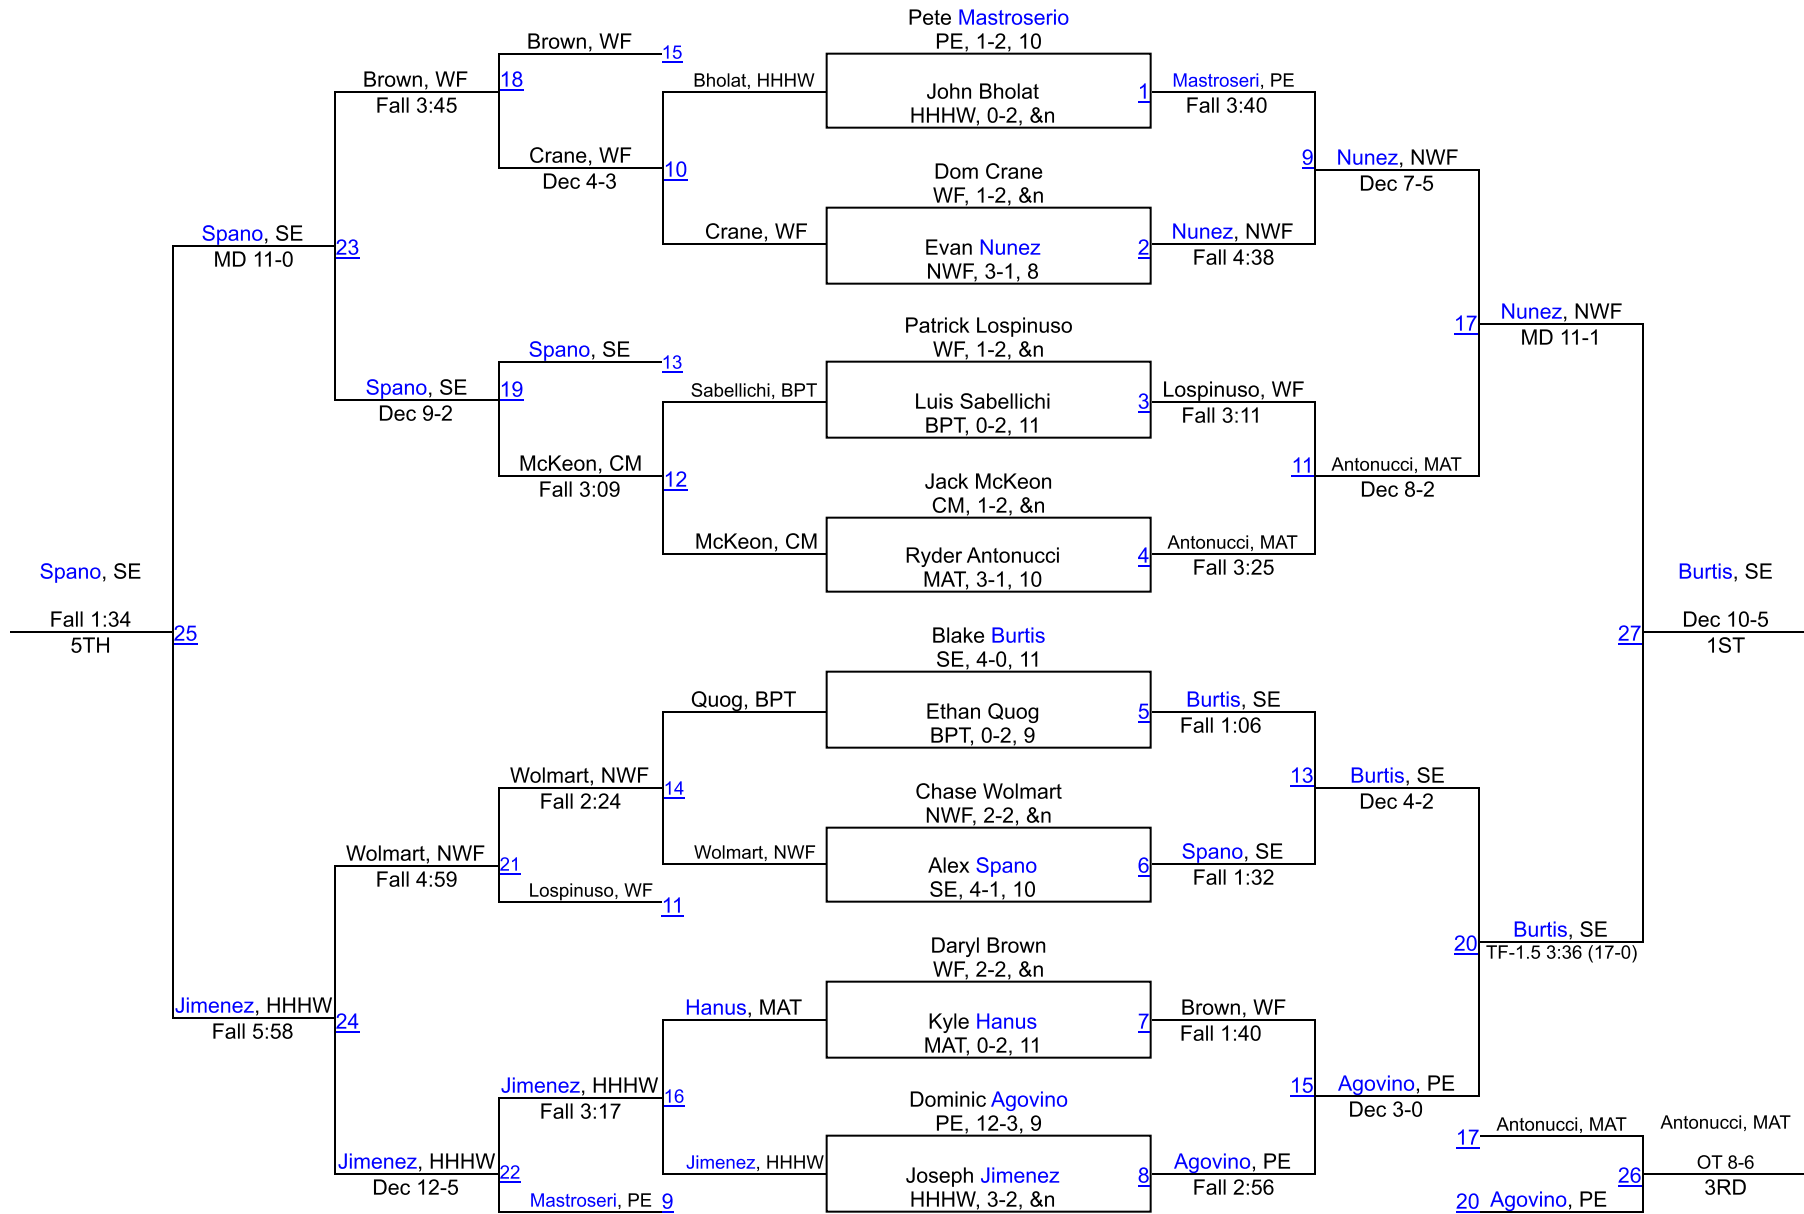 Pete Mastroserio
PE, 1-2, 10
Brown, WF
15
Brown, WF
18
Fall 3:45
Bholat, HHHW
John Bholat
HHHW, 0-2, &n
1
Mastroseri, PE
Fall 3:40
Crane, WF
Dec 4-3
10
Dom Crane
WF, 1-2, &n
9
Nunez, NWF
Dec 7-5
Spano, SE
MD 11-0
23
Crane, WF
Evan Nunez
NWF, 3-1, 8
2
Nunez, NWF
Fall 4:38
Patrick Lospinuso
WF, 1-2, &n
17
Nunez, NWF
MD 11-1
Spano, SE
13
Spano, SE
19
Dec 9-2
Sabellichi, BPT
Luis Sabellichi
BPT, 0-2, 11
3
Lospinuso, WF
Fall 3:11
McKeon, CM
Fall 3:09
12
Jack McKeon
CM, 1-2, &n
11
Antonucci, MAT
Dec 8-2
McKeon, CM
Ryder Antonucci
MAT, 3-1, 10
4
Antonucci, MAT
Fall 3:25
Spano, SE
Fall 1:34
5TH
25
Burtis, SE
27
Dec 10-5
1ST
Blake Burtis
SE, 4-0, 11
Quog, BPT
Ethan Quog
BPT, 0-2, 9
5
Burtis, SE
Fall 1:06
Wolmart, NWF
Fall 2:24
14
Chase Wolmart
NWF, 2-2, &n
13
Burtis, SE
Dec 4-2
Wolmart, NWF
Fall 4:59
21
Wolmart, NWF
Alex Spano
SE, 4-1, 10
6
Spano, SE
Fall 1:32
Lospinuso, WF
11
Daryl Brown
WF, 2-2, &n
20
Burtis, SE
TF-1.5 3:36 (17-0)
Jimenez, HHHW
Fall 5:58
24
Hanus, MAT
Kyle Hanus
MAT, 0-2, 11
7
Brown, WF
Fall 1:40
Jimenez, HHHW
Fall 3:17
16
Dominic Agovino
PE, 12-3, 9
15
Agovino, PE
Dec 3-0
Jimenez, HHHW
Dec 12-5
22
Jimenez, HHHW
Joseph Jimenez
HHHW, 3-2, &n
8
Agovino, PE
Fall 2:56
Mastroseri, PE
9
17
Antonucci, MAT
Antonucci, MAT
26
OT 8-6
3RD
20
Agovino, PE